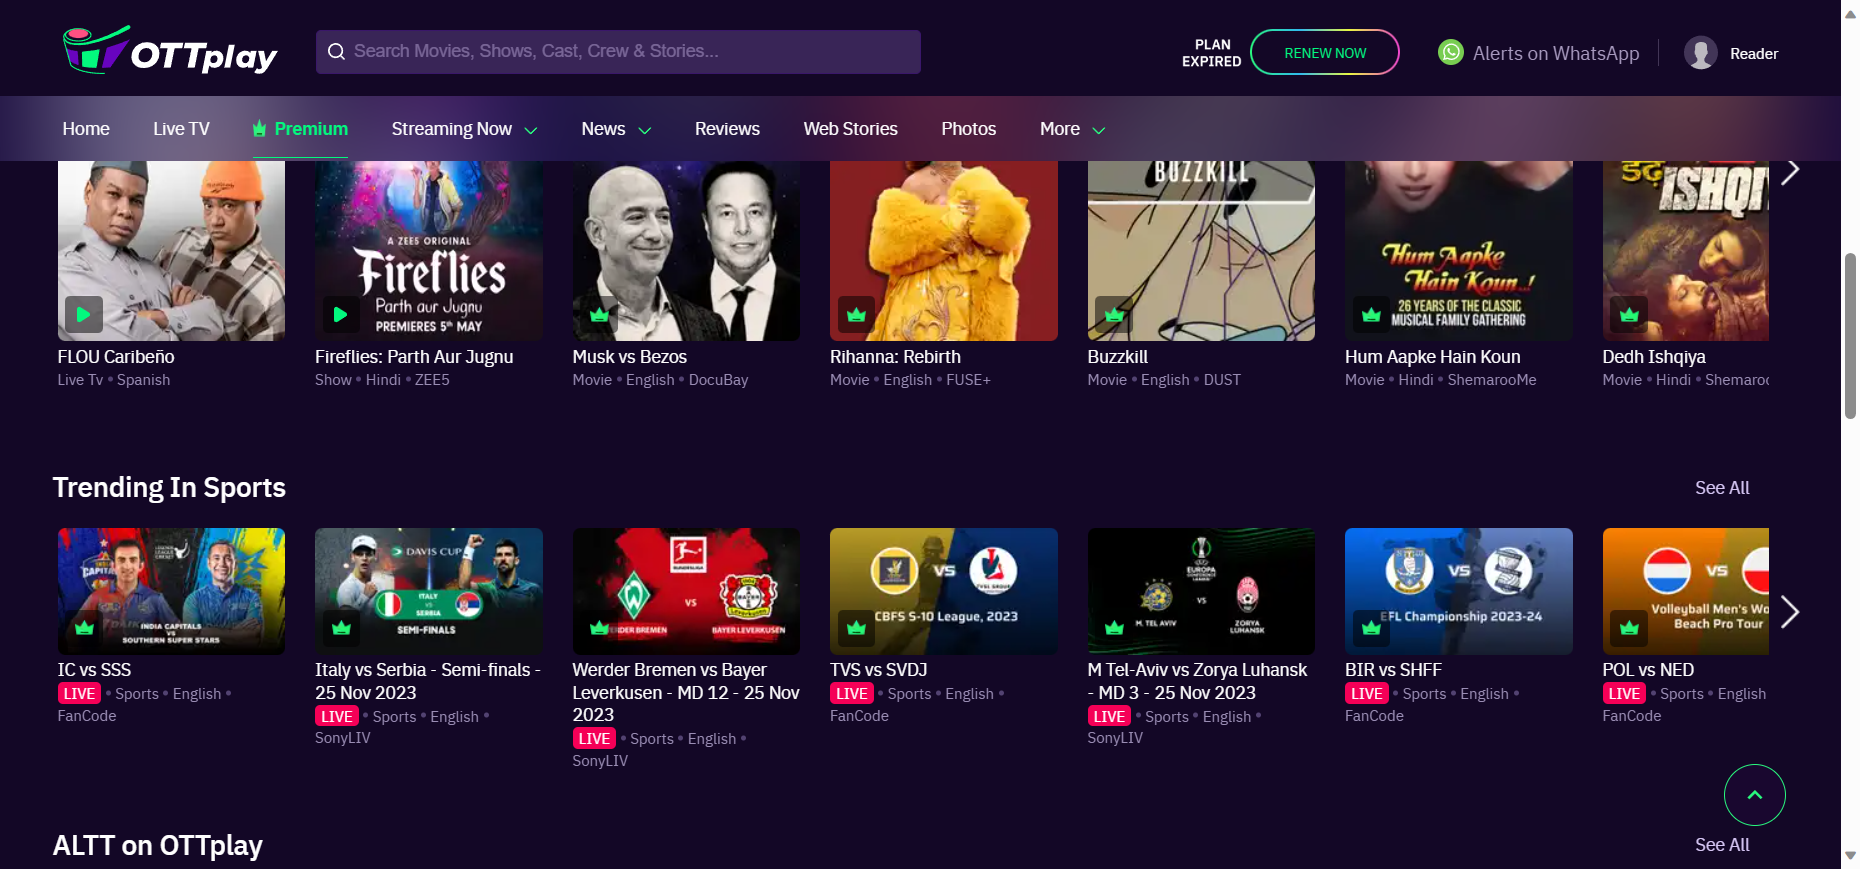 OTTplay
Search Movies, Shows, Cast, Crew & Stories...
PLAN
EXPIRED
RENEW NOW
Alerts on WhatsApp
Reader
Home
Live TV
Premium
Streaming Now
News
Reviews
Web Stories
Photos
More
A ZEE5 ORIGINAL
Fireflies
Parth aur Jugnu
PREMIERES 5th MAY
BUZZKILL
Hum Aapke
Hain Koun..!
26 YEARS OF THE CLASSIC
MUSICAL FAMILY GATHERING
FLOU Caribeño
Live Tv • Spanish
Fireflies: Parth Aur Jugnu
Show • Hindi • ZEE5
Musk vs Bezos
Movie • English • DocuBay
Rihanna: Rebirth
Movie • English • FUSE+
Buzzkill
Movie • English • DUST
Hum Aapke Hain Koun
Movie • Hindi • ShemarooMe
Dedh Ishqiya
Movie • Hindi •
Trending In Sports
See All
INDIA CAPITALS
VS
SOUTHERN SUPER STARS
DAVIS CUP
ITALY
VS
SERBIA
SEMI-FINALS
BUNDESLIGA
VS
BAYER LEVERKUSEN
VS
CBFS S-10 League, 2023
EUROPA
CONFERENCE
LEAGUE
VS
M. TEL AVIV
ZORYA
LUHANSK
VS
EFL Championship 2023-24
VS
Volleyball Men's
Beach Pro Tour
IC vs SSS
LIVE • Sports • English •
FanCode
Italy vs Serbia - Semi-finals -
25 Nov 2023
LIVE • Sports • English •
SonyLIV
Werder Bremen vs Bayer
Leverkusen - MD 12 - 25 Nov
2023
LIVE • Sports • English •
SonyLIV
TVS vs SVDJ
LIVE • Sports • English •
FanCode
M Tel-Aviv vs Zorya Luhansk
- MD 3 - 25 Nov 2023
LIVE • Sports • English •
SonyLIV
BIR vs SHFF
LIVE • Sports • English •
FanCode
POL vs NED
LIVE • Sports • English
FanCode
ALTT on OTTplay
See All